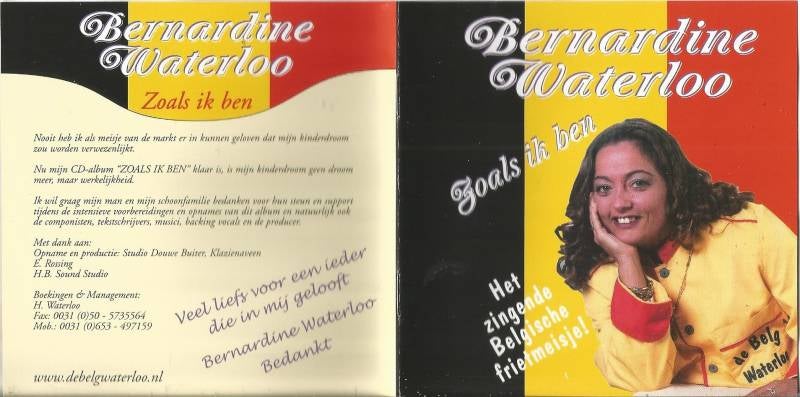 Bernardine
Waterloo
Zoals ik ben
Nooit heb ik als meisje van de markt er in kunnen geloven dat mijn kinderdroom
zou worden verwezenlijkt.
Nu mijn CD-album "ZOALS IK BEN" klaar is, is mijn kinderdroom geen droom
meer, maar werkelijkheid.
Ik wil graag mijn man en mijn schoonfamilie bedanken voor hun steun en support
tijdens de intensieve voorbereidingen en opnames van dit album en natuurlijk ook
de componisten, tekstschrijvers, musici, backing vocals en de producer.
Met dank aan:
Opname en productie: Studio Douwe Buiter, Klazienaveen
E. Rossing
H.B. Sound Studio
Boekingen & Management:
H. Waterloo
Fax: 0031 (0)50 - 5735564
Mob.: 0031 (0)653 - 497159
www.debelgwaterloo.nl
Veel liefs voor een ieder
die in mij gelooft
Bernardine Waterloo
Bedankt
Bernardine
Waterloo
Zoals ik ben
Het
zingende
Belgische
frietmeisje!
de Belg
Waterloo